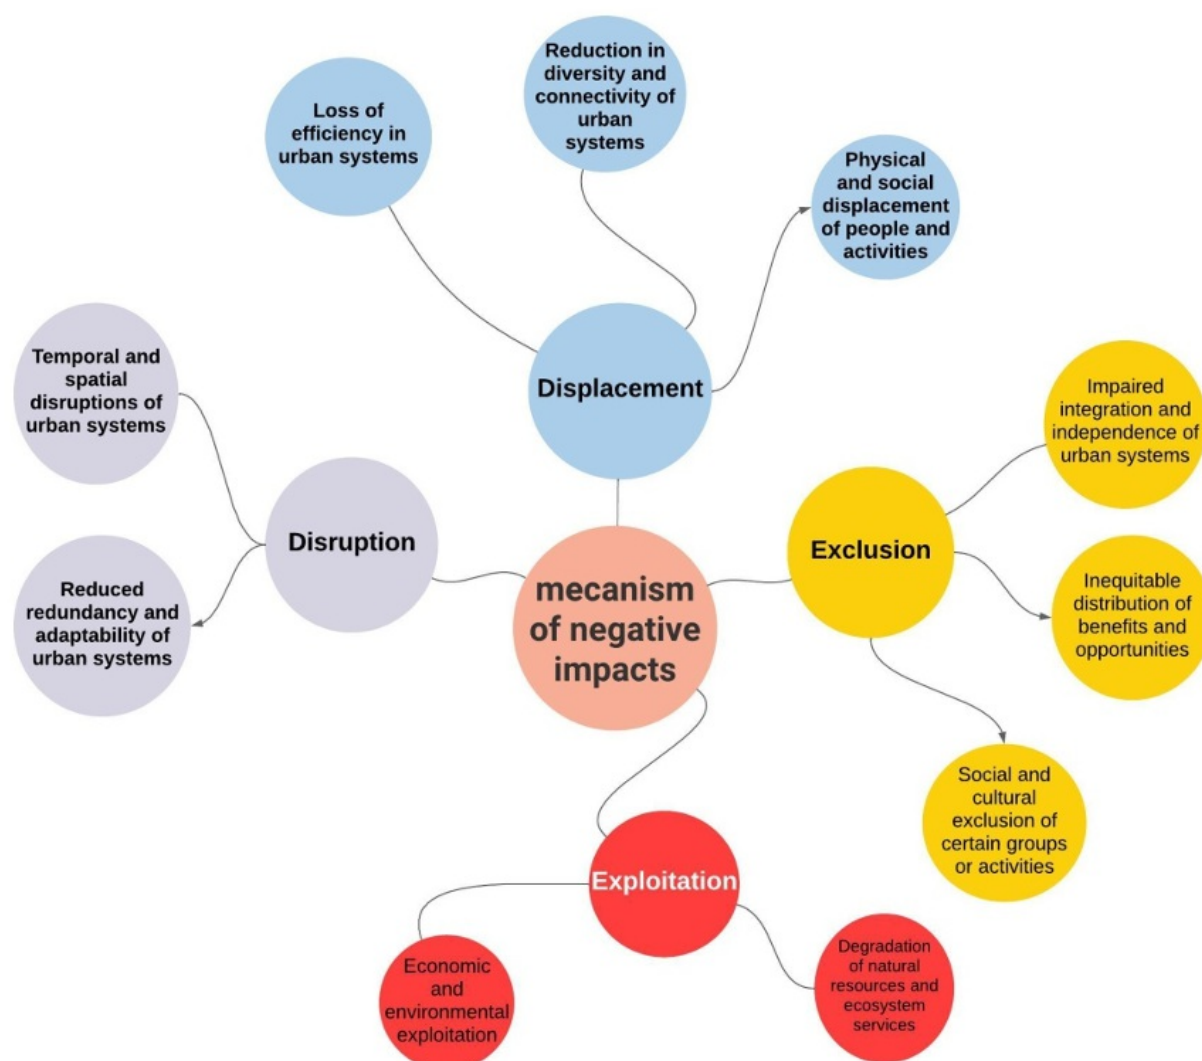 Reduction in
diversity and
connectivity of
urban
systems
Loss of
efficiency in
urban systems
Physical
and social
displacement
of people and
activities
Displacement
Temporal and
spatial
disruptions of
urban systems
Disruption
Reduced
redundancy and
adaptability of
urban systems
mecanism
of negative
impacts
Exclusion
Impaired
integration and
independence of
urban systems
Inequitable
distribution of
benefits and
opportunities
Social and
cultural
exclusion of
certain groups
or activities
Exploitation
Economic
and
environmental
exploitation
Degradation
of natural
resources and
ecosystem
services